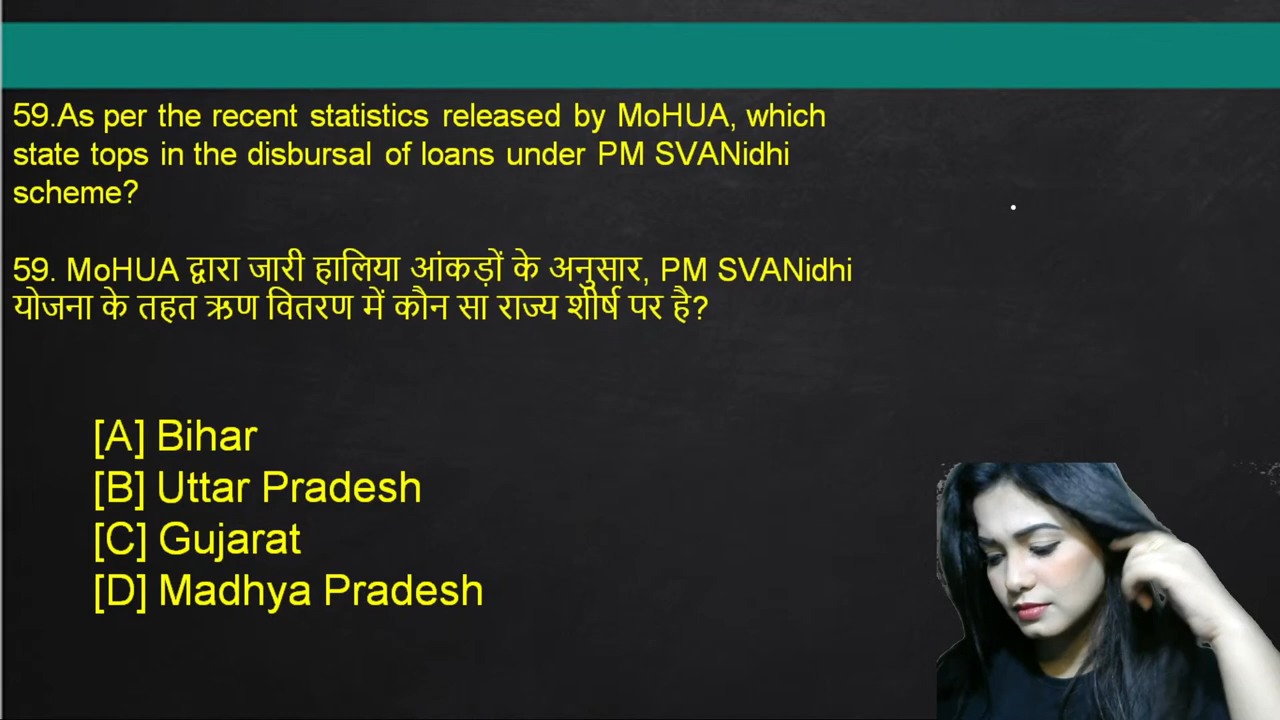 59.As per the recent statistics released by MoHUA, which
state tops in the disbursal of loans under PM SVANidhi
scheme?
59. MoHUA द्वारा जारी हालिया आंकड़ों के अनुसार, PM SVANidhi
योजना के तहत ऋण वितरण में कौन सा राज्य शीर्ष पर है?
[A] Bihar
[B] Uttar Pradesh
[C] Gujarat
[D] Madhya Pradesh